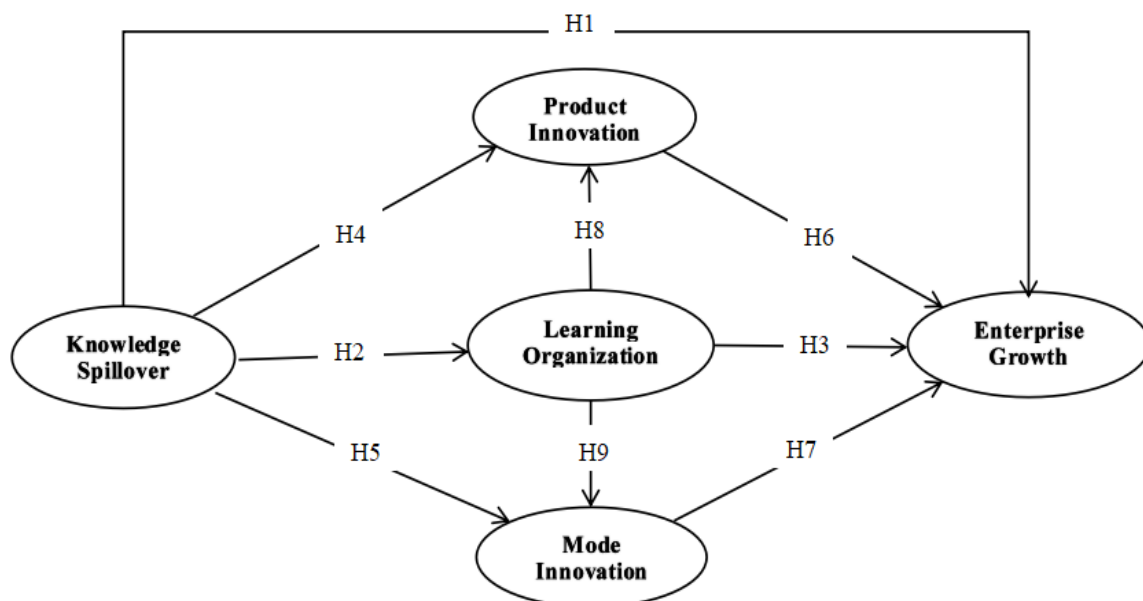 H1
Product
Innovation
H4
H8
H6
Knowledge
Spillover
H2
Learning
Organization
H3
Enterprise
Growth
H5
H9
H7
Mode
Innovation